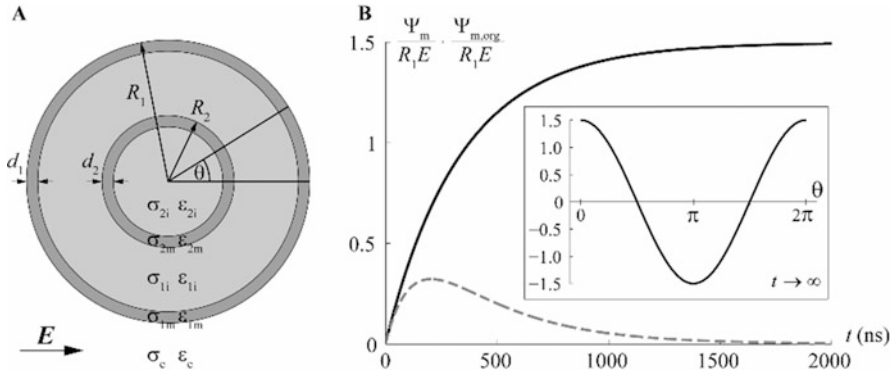 A
R₁
R₂
θ
d₁
d₂
σ₂ᵢ ε₂ᵢ
σ₂ₘ ε₂ₘ
σ₁ᵢ ε₁ᵢ
σ₁ₘ ε₁ₘ
E
σₑ εₑ
B
Ψm/R₁E , Ψm,org/R₁E
1.5
1
0.5
0
0
500
1000
1500
2000
t (ns)
1.5
1.0
0.5
0
−0.5
−1.0
−1.5
0
π
2π
θ
t → ∞